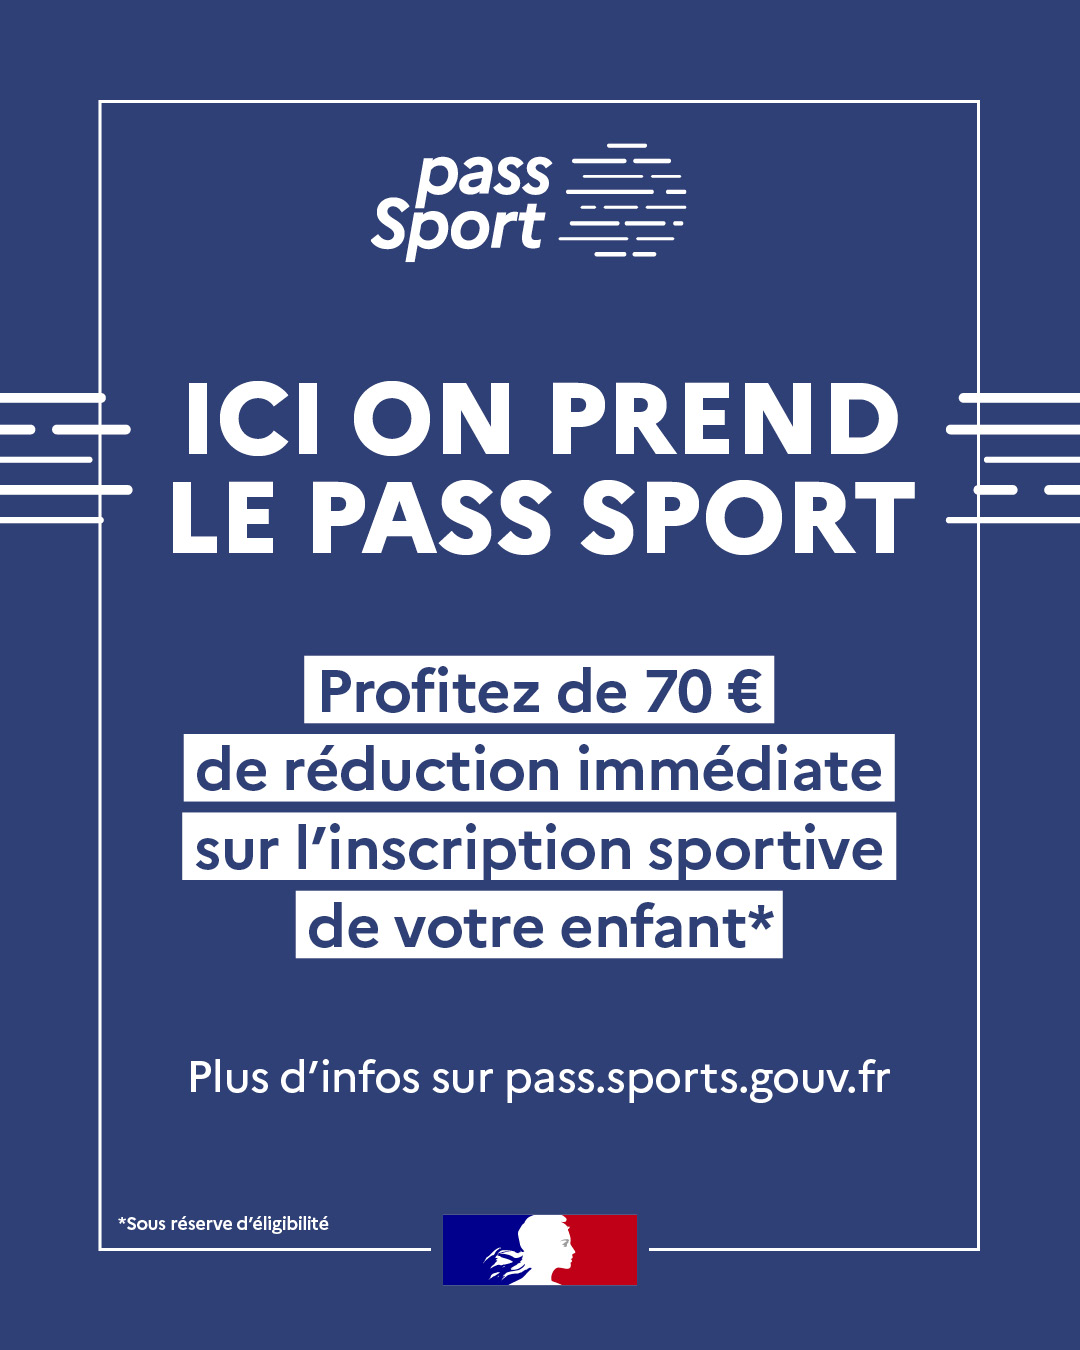 pass
Sport
ICI ON PREND
LE PASS SPORT
Profitez de 70 €
de réduction immédiate
sur l’inscription sportive
de votre enfant*
Plus d’infos sur pass.sports.gouv.fr
*Sous réserve d’éligibilité